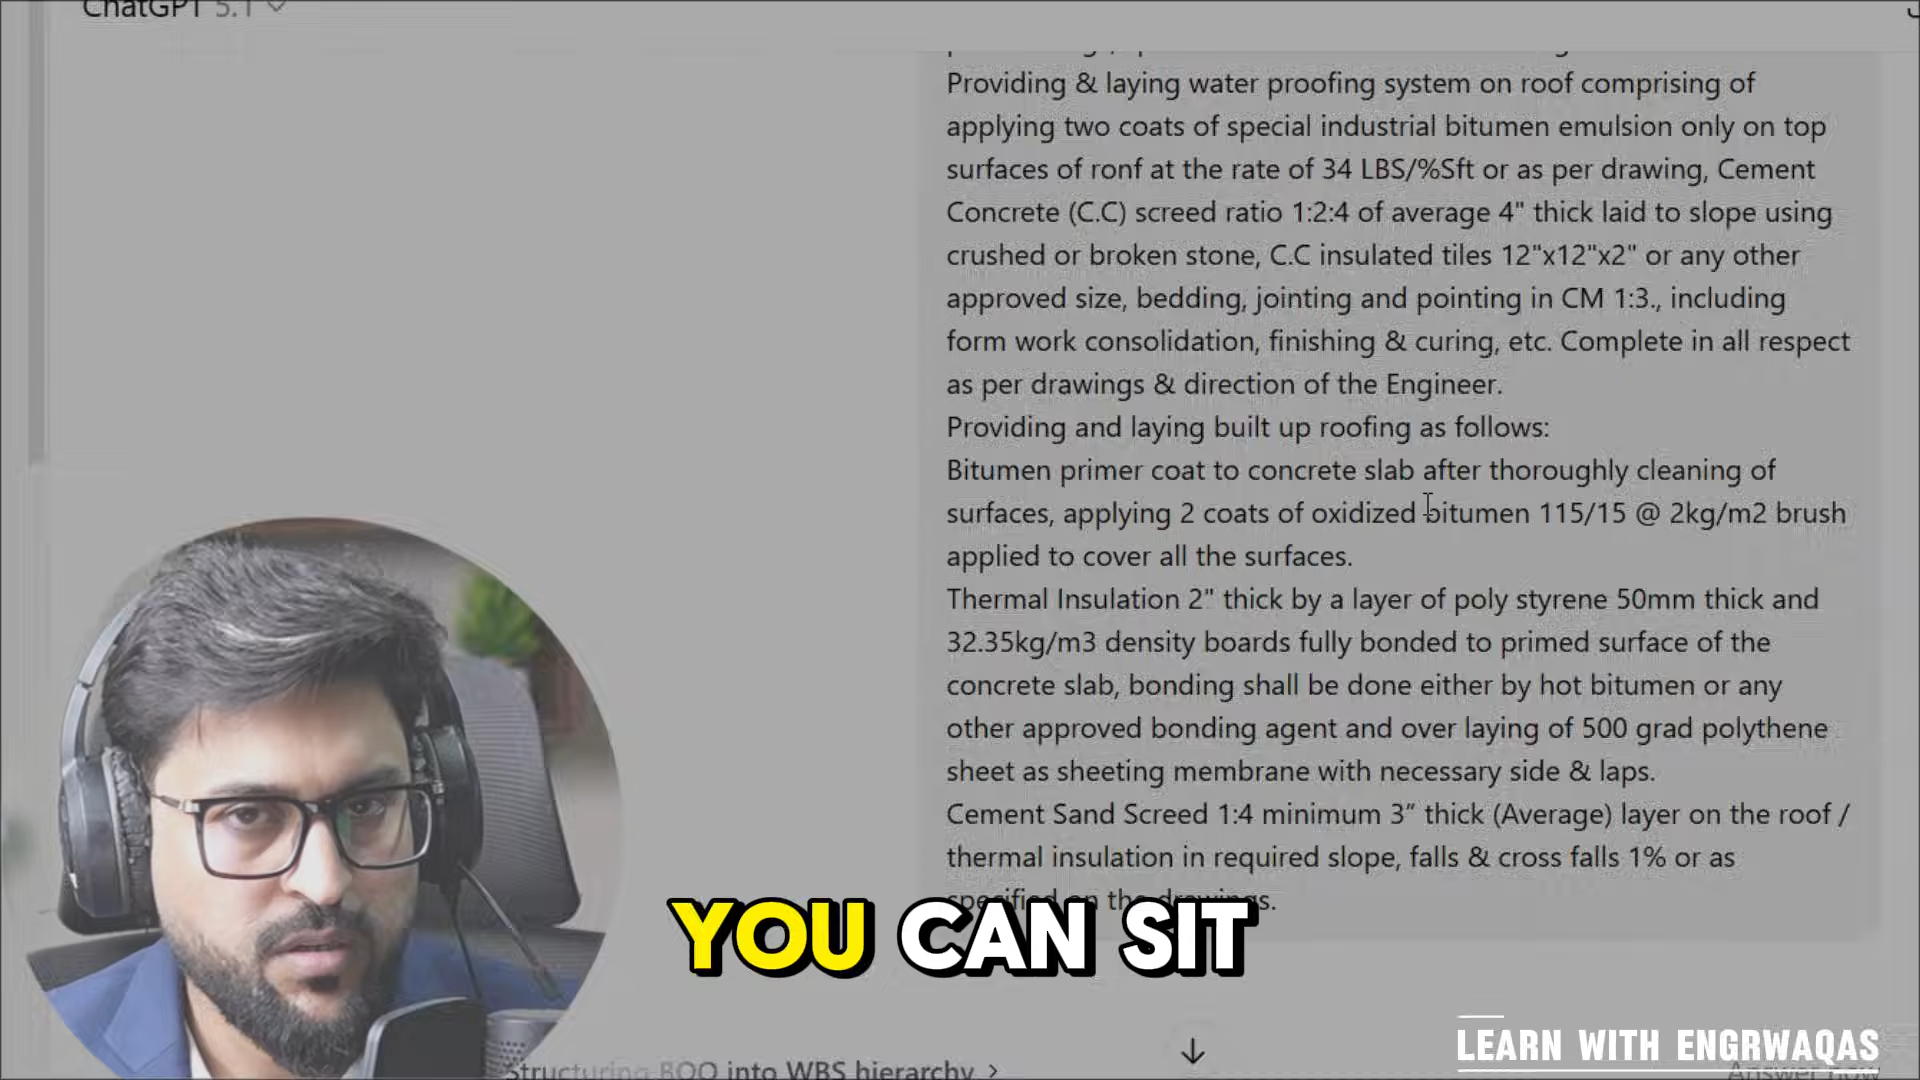 ChatGPT 5.1
Providing & laying water proofing system on roof comprising of
applying two coats of special industrial bitumen emulsion only on top
surfaces of ronf at the rate of 34 LBS/%Sft or as per drawing, Cement
Concrete (C.C) screed ratio 1:2:4 of average 4" thick laid to slope using
crushed or broken stone, C.C insulated tiles 12"x12"x2" or any other
approved size, bedding, jointing and pointing in CM 1:3., including
form work consolidation, finishing & curing, etc. Complete in all respect
as per drawings & direction of the Engineer.
Providing and laying built up roofing as follows:
Bitumen primer coat to concrete slab after thoroughly cleaning of
surfaces, applying 2 coats of oxidized bitumen 115/15 @ 2kg/m2 brush
applied to cover all the surfaces.
Thermal Insulation 2" thick by a layer of poly styrene 50mm thick and
32.35kg/m3 density boards fully bonded to primed surface of the
concrete slab, bonding shall be done either by hot bitumen or any
other approved bonding agent and over laying of 500 grad polythene
sheet as sheeting membrane with necessary side & laps.
Cement Sand Screed 1:4 minimum 3” thick (Average) layer on the roof /
thermal insulation in required slope, falls & cross falls 1% or as
specified on the drawings.
YOU CAN SIT
LEARN WITH ENGRWAQAS
Structuring BOQ into WBS hierarchy >
Answer now